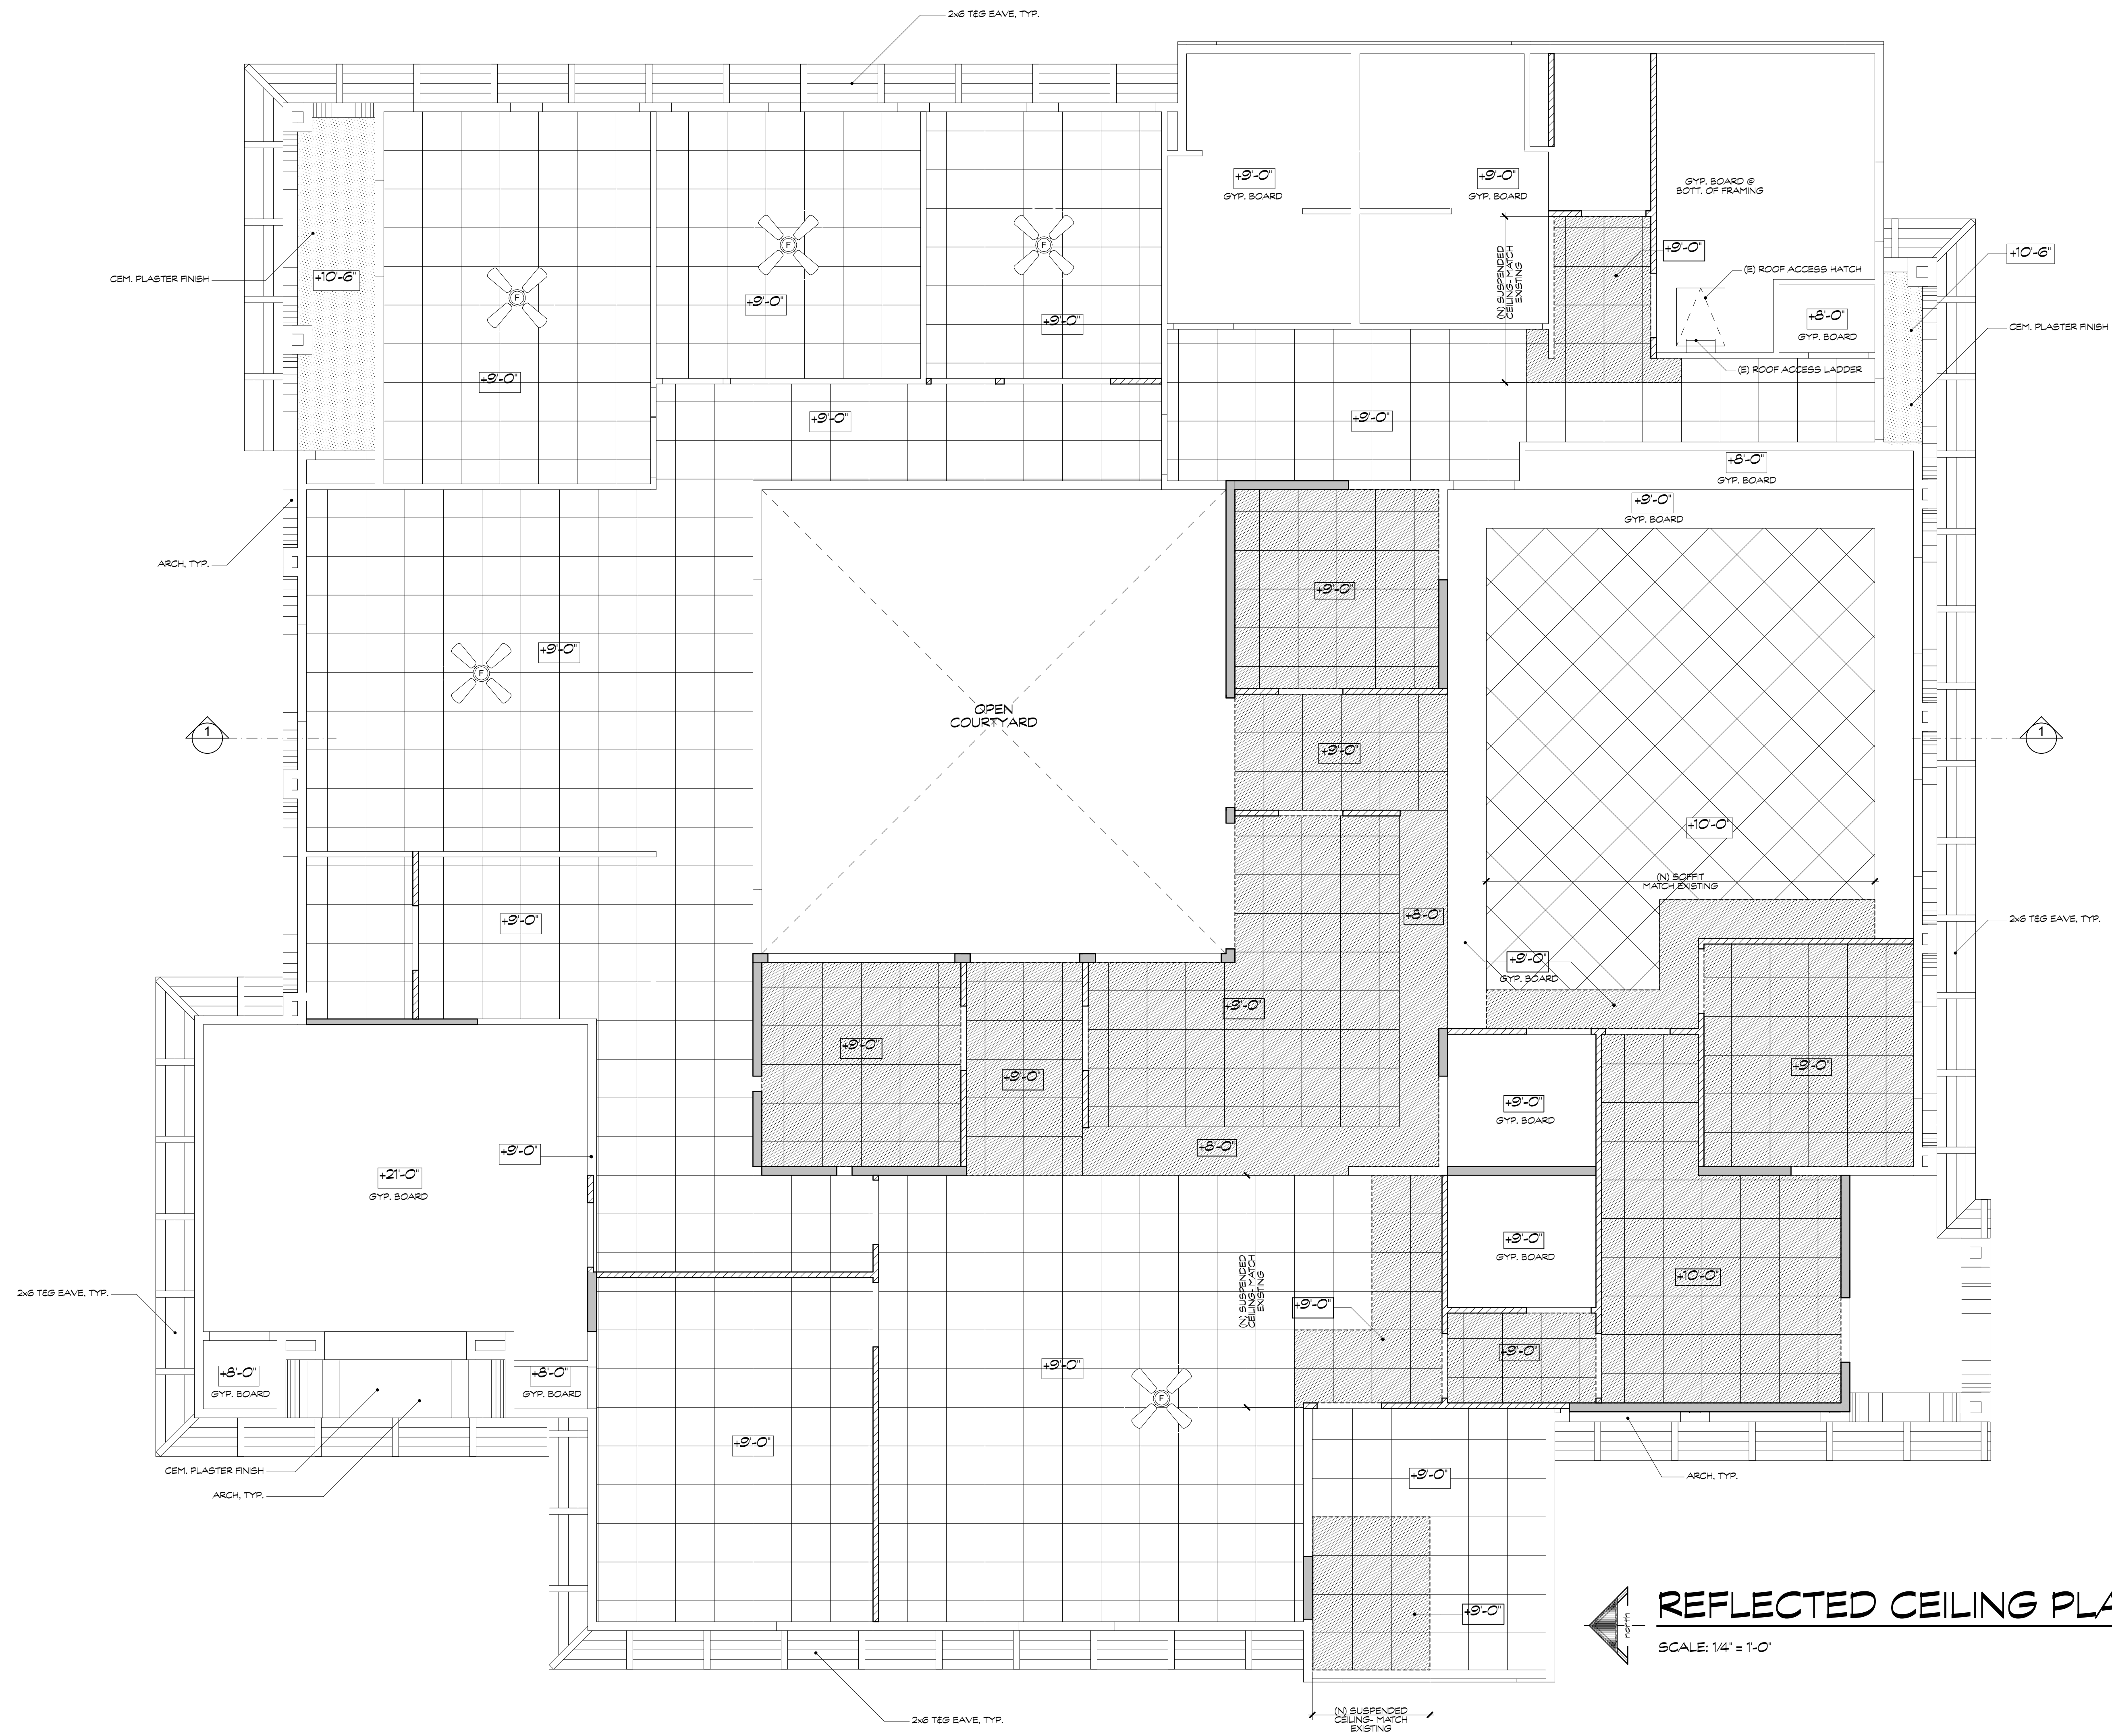 2x6 T&G EAVE, TYP.
+9'-0"
GYP. BOARD
+9'-0"
GYP. BOARD
GYP. BOARD @
BOTT. OF FRAMING
+9'-0"
+10'-6"
(E) ROOF ACCESS HATCH
(N) SUSPENDED
CEILING- MATCH
EXISTING
CEM. PLASTER FINISH
+10'-6"
F
F
F
+9'-0"
+9'-0"
+8'-0"
GYP. BOARD
CEM. PLASTER FINISH
(E) ROOF ACCESS LADDER
+9'-0"
+9'-0"
+9'-0"
+8'-0"
GYP. BOARD
+9'-0"
GYP. BOARD
ARCH, TYP.
+9'-0"
+9'-0"
F
OPEN
COURTYARD
1
1
+9'-0"
+10'-0"
(N) SOFFIT
MATCH EXISTING
+9'-0"
+8'-0"
2x6 T&G EAVE, TYP.
+9'-0"
GYP. BOARD
+9'-0"
+9'-0"
+9'-0"
+9'-0"
+9'-0"
GYP. BOARD
+9'-0"
+8'-0"
+21'-0"
GYP. BOARD
+9'-0"
GYP. BOARD
+10'-0"
(N) SUSPENDED
CEILING- MATCH
EXISTING
2x6 T&G EAVE, TYP.
+9'-0"
+9'-0"
+8'-0"
GYP. BOARD
+8'-0"
GYP. BOARD
+9'-0"
F
+9'-0"
CEM. PLASTER FINISH
+9'-0"
ARCH, TYP.
ARCH, TYP.
+9'-0"
REFLECTED CEILING PLA
north
SCALE: 1/4" = 1'-0"
2x6 T&G EAVE, TYP.
(N) SUSPENDED
CEILING- MATCH
EXISTING